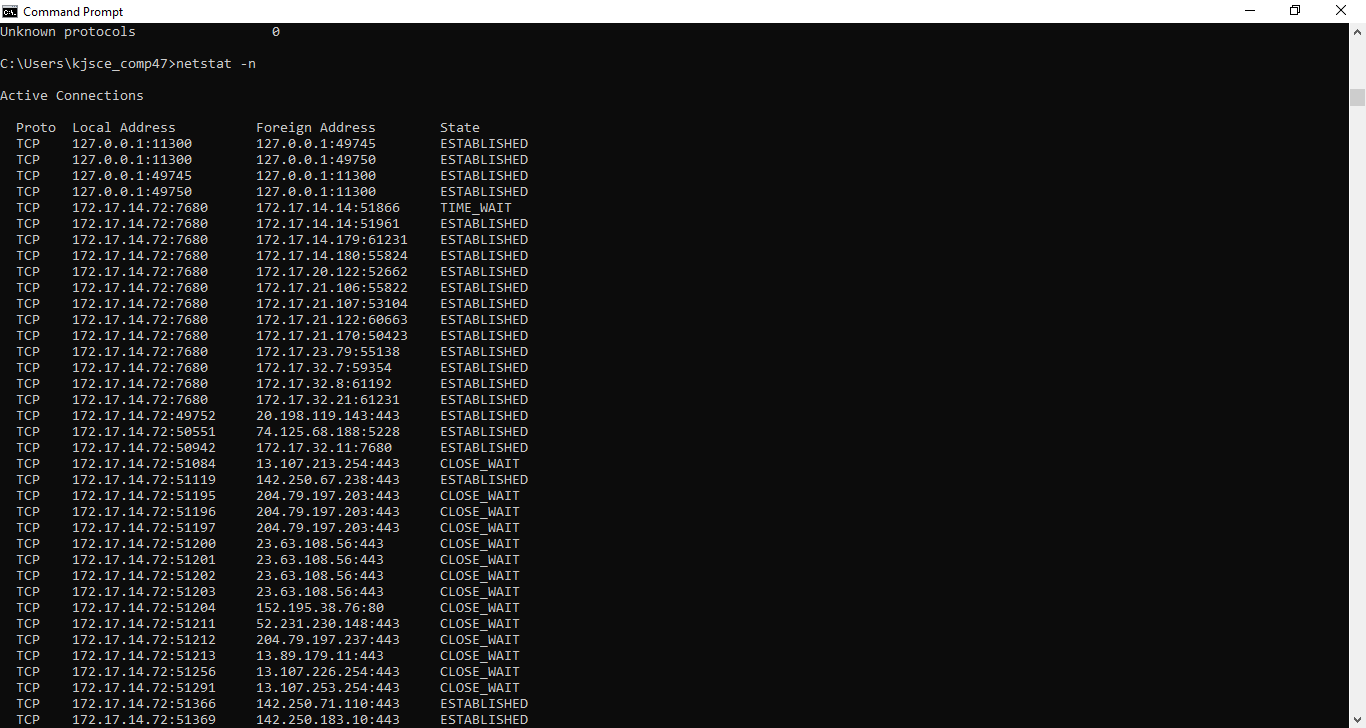 Command Prompt
Unknown protocols                 0
C:\Users\kjsce_comp47>netstat -n
Active Connections
  Proto  Local Address          Foreign Address        State
  TCP    127.0.0.1:11300        127.0.0.1:49745        ESTABLISHED
  TCP    127.0.0.1:11300        127.0.0.1:49750        ESTABLISHED
  TCP    127.0.0.1:49745        127.0.0.1:11300        ESTABLISHED
  TCP    127.0.0.1:49750        127.0.0.1:11300        ESTABLISHED
  TCP    172.17.14.72:7680      172.17.14.14:51866     TIME_WAIT
  TCP    172.17.14.72:7680      172.17.14.14:51961     ESTABLISHED
  TCP    172.17.14.72:7680      172.17.14.179:61231    ESTABLISHED
  TCP    172.17.14.72:7680      172.17.14.180:55824    ESTABLISHED
  TCP    172.17.14.72:7680      172.17.20.122:52662    ESTABLISHED
  TCP    172.17.14.72:7680      172.17.21.106:55822    ESTABLISHED
  TCP    172.17.14.72:7680      172.17.21.107:53104    ESTABLISHED
  TCP    172.17.14.72:7680      172.17.21.122:60663    ESTABLISHED
  TCP    172.17.14.72:7680      172.17.21.170:50423    ESTABLISHED
  TCP    172.17.14.72:7680      172.17.23.79:55138     ESTABLISHED
  TCP    172.17.14.72:7680      172.17.32.7:59354      ESTABLISHED
  TCP    172.17.14.72:7680      172.17.32.8:61192      ESTABLISHED
  TCP    172.17.14.72:7680      172.17.32.21:61231     ESTABLISHED
  TCP    172.17.14.72:49752     20.198.119.143:443     ESTABLISHED
  TCP    172.17.14.72:50551     74.125.68.188:5228     ESTABLISHED
  TCP    172.17.14.72:50942     172.17.32.11:7680      ESTABLISHED
  TCP    172.17.14.72:51084     13.107.213.254:443     CLOSE_WAIT
  TCP    172.17.14.72:51119     142.250.67.238:443     ESTABLISHED
  TCP    172.17.14.72:51195     204.79.197.203:443     CLOSE_WAIT
  TCP    172.17.14.72:51196     204.79.197.203:443     CLOSE_WAIT
  TCP    172.17.14.72:51197     204.79.197.203:443     CLOSE_WAIT
  TCP    172.17.14.72:51200     23.63.108.56:443       CLOSE_WAIT
  TCP    172.17.14.72:51201     23.63.108.56:443       CLOSE_WAIT
  TCP    172.17.14.72:51202     23.63.108.56:443       CLOSE_WAIT
  TCP    172.17.14.72:51203     23.63.108.56:443       CLOSE_WAIT
  TCP    172.17.14.72:51204     152.195.38.76:80       CLOSE_WAIT
  TCP    172.17.14.72:51211     52.231.230.148:443     CLOSE_WAIT
  TCP    172.17.14.72:51212     204.79.197.237:443     CLOSE_WAIT
  TCP    172.17.14.72:51213     13.89.179.11:443       CLOSE_WAIT
  TCP    172.17.14.72:51256     13.107.226.254:443     CLOSE_WAIT
  TCP    172.17.14.72:51291     13.107.253.254:443     CLOSE_WAIT
  TCP    172.17.14.72:51366     142.250.71.110:443     ESTABLISHED
  TCP    172.17.14.72:51369     142.250.183.10:443     ESTABLISHED